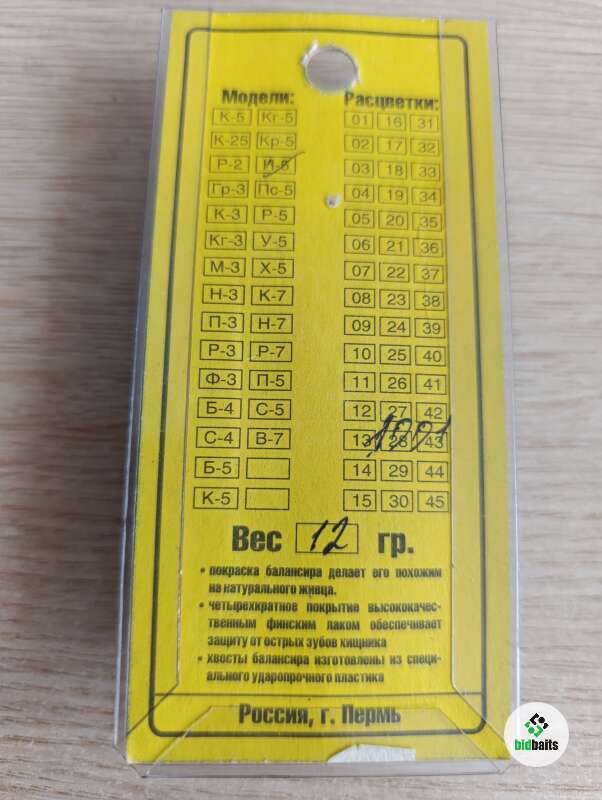 Модели: Расцветки:
К-5 Кг-5 01 16 31
К-25 Кр-5 02 17 32
Р-2 И-5 03 18 33
Гр-3 Пс-5 04 19 34
К-3 Р-5 05 20 35
Кг-3 У-5 06 21 36
М-3 Х-5 07 22 37
Н-3 К-7 08 23 38
П-3 Н-7 09 24 39
Р-3 Р-7 10 25 40
Ф-3 П-5 11 26 41
Б-4 С-5 12 27 42
С-4 В-7 13 28 43
1001
Б-5 14 29 44
К-5 15 30 45
Вес 12 гр.
• покраска балансира делает его похожим
на натурального живца.
• четырехкратное покрытие высококачес-
твенным финским лаком обеспечивает
защиту от острых зубов хищника
• хвосты балансира изготовлены из специ-
ального ударопрочного пластика
Россия, г. Пермь
bidbaits